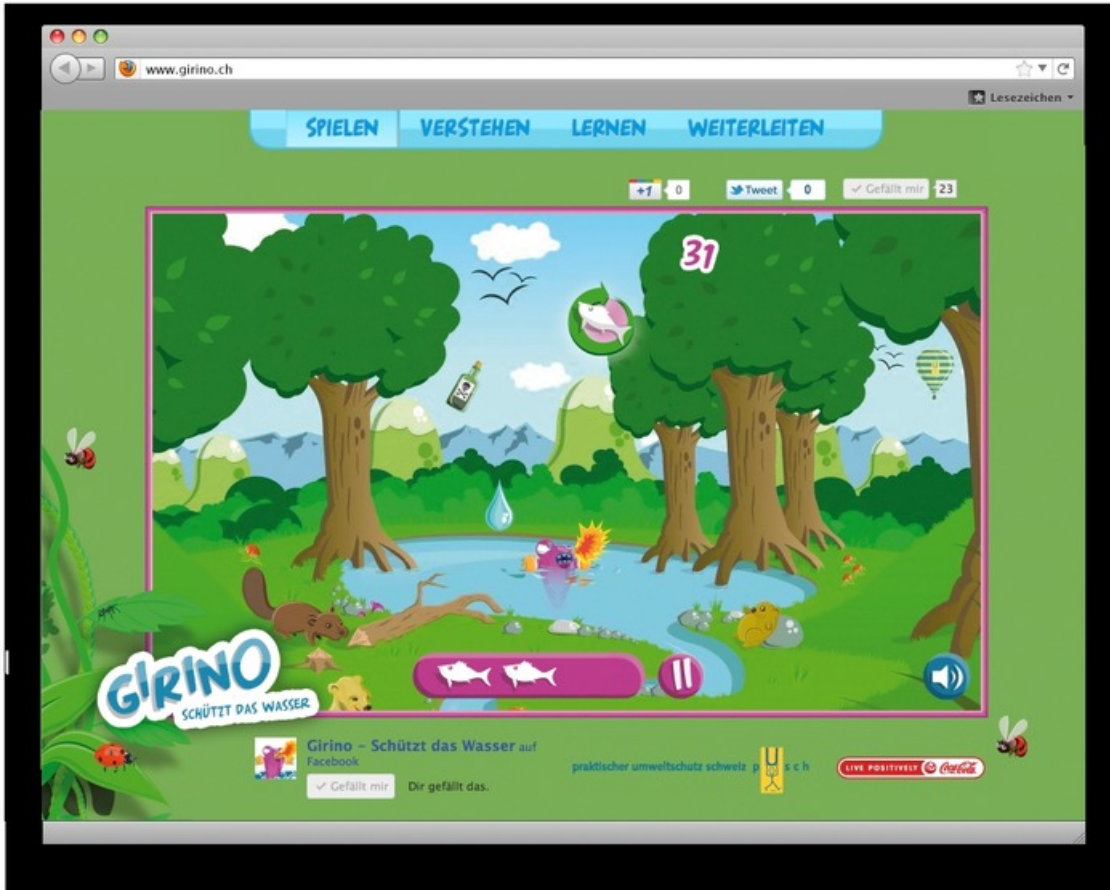 www.girino.ch
Lesezeichen
SPIELEN VERSTEHEN LERNEN WEITERLEITEN
+1 0 Tweet 0 Gefällt mir 23
31
GIRINO
SCHÜTZT DAS WASSER
Girino – Schützt das Wasser auf
Facebook
Gefällt mir Dir gefällt das.
praktischer umweltschutz schweiz pusch
LIVE POSITIVELY Coca-Cola